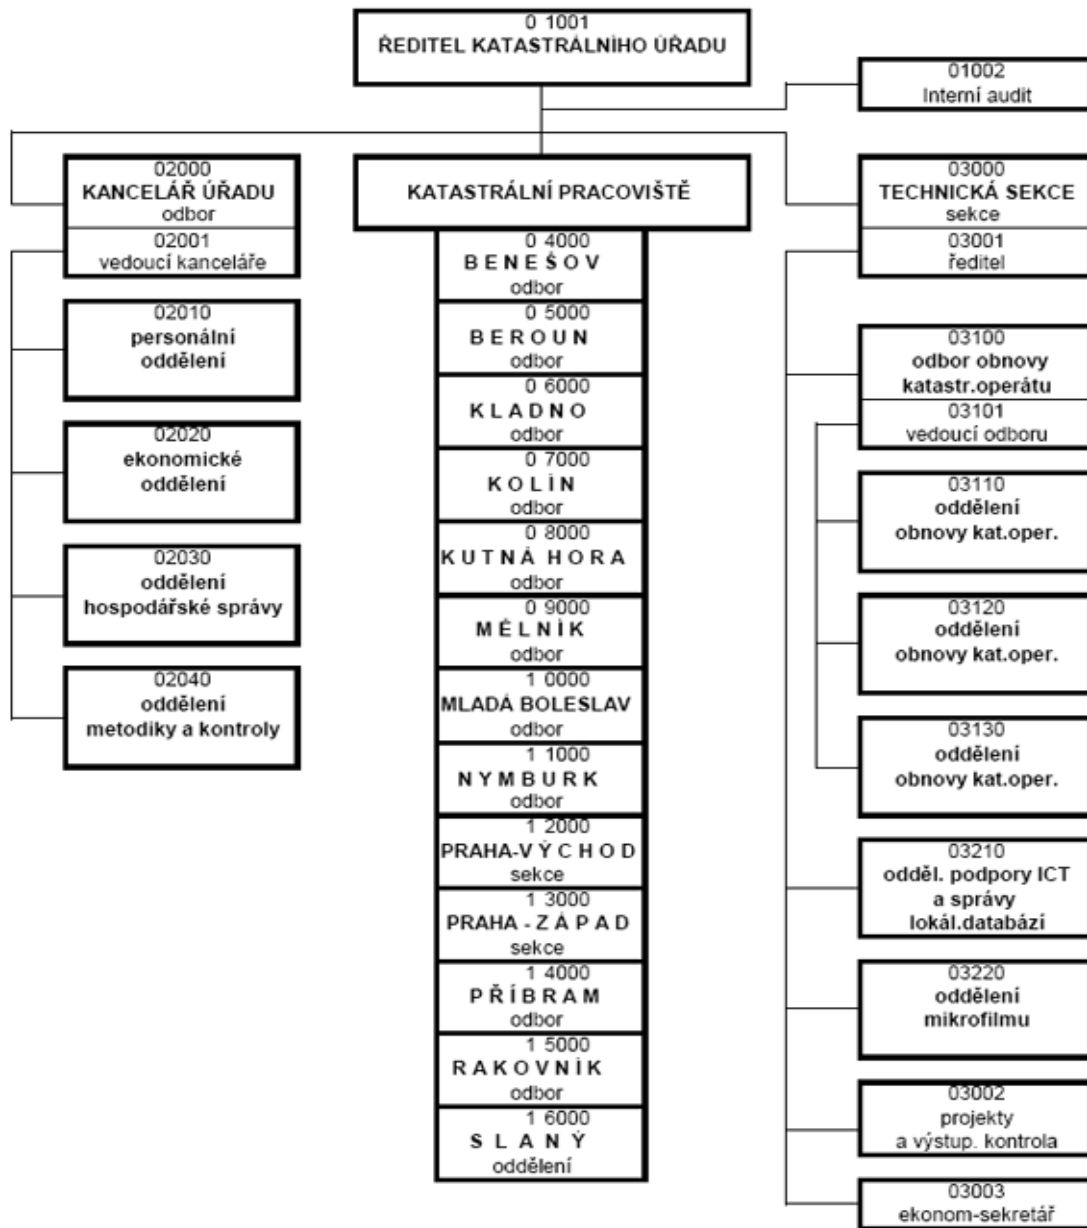 0 1001
ŘEDITEL KATASTRÁLNÍHO ÚŘADU
01002
Interní audit
02000
KANCELÁŘ ÚŘADU
odbor
02001
vedoucí kanceláře
02010
personální
oddělení
02020
ekonomické
oddělení
02030
oddělení
hospodářské správy
02040
oddělení
metodiky a kontroly
KATASTRÁLNÍ PRACOVIŠTĚ
0 4000
B E N E Š O V
odbor
0 5000
B E R O U N
odbor
0 6000
K L A D N O
odbor
0 7000
K O L Í N
odbor
0 8000
K U T N Á H O R A
odbor
0 9000
M Ě L N Í K
odbor
1 0000
MLADÁ BOLESLAV
odbor
1 1000
N Y M B U R K
odbor
1 2000
PRAHA-V Ý C H O D
sekce
1 3000
PRAHA - Z Á P A D
sekce
1 4000
P Ř Í B R A M
odbor
1 5000
R A K O V N Í K
odbor
1 6000
S L A N Ý
oddělení
03000
TECHNICKÁ SEKCE
sekce
03001
ředitel
03100
odbor obnovy
katastr.operátu
03101
vedoucí odboru
03110
oddělení
obnovy kat.oper.
03120
oddělení
obnovy kat.oper.
03130
oddělení
obnovy kat.oper.
03210
odděl. podpory ICT
a správy
lokál.databází
03220
oddělení
mikrofilmu
03002
projekty
a výstup. kontrola
03003
ekonom-sekretář